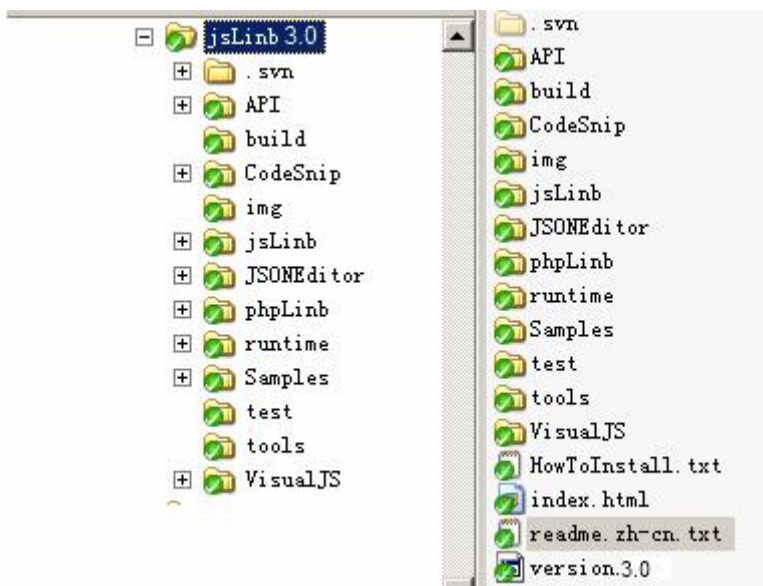 jsLinb 3.0
.svn
API
build
CodeSnip
img
jsLinb
JSONEditor
phpLinb
runtime
Samples
test
tools
VisualJS
.svn
API
build
CodeSnip
img
jsLinb
JSONEditor
phpLinb
runtime
Samples
test
tools
VisualJS
HowToInstall.txt
index.html
readme.zh-cn.txt
version.3.0